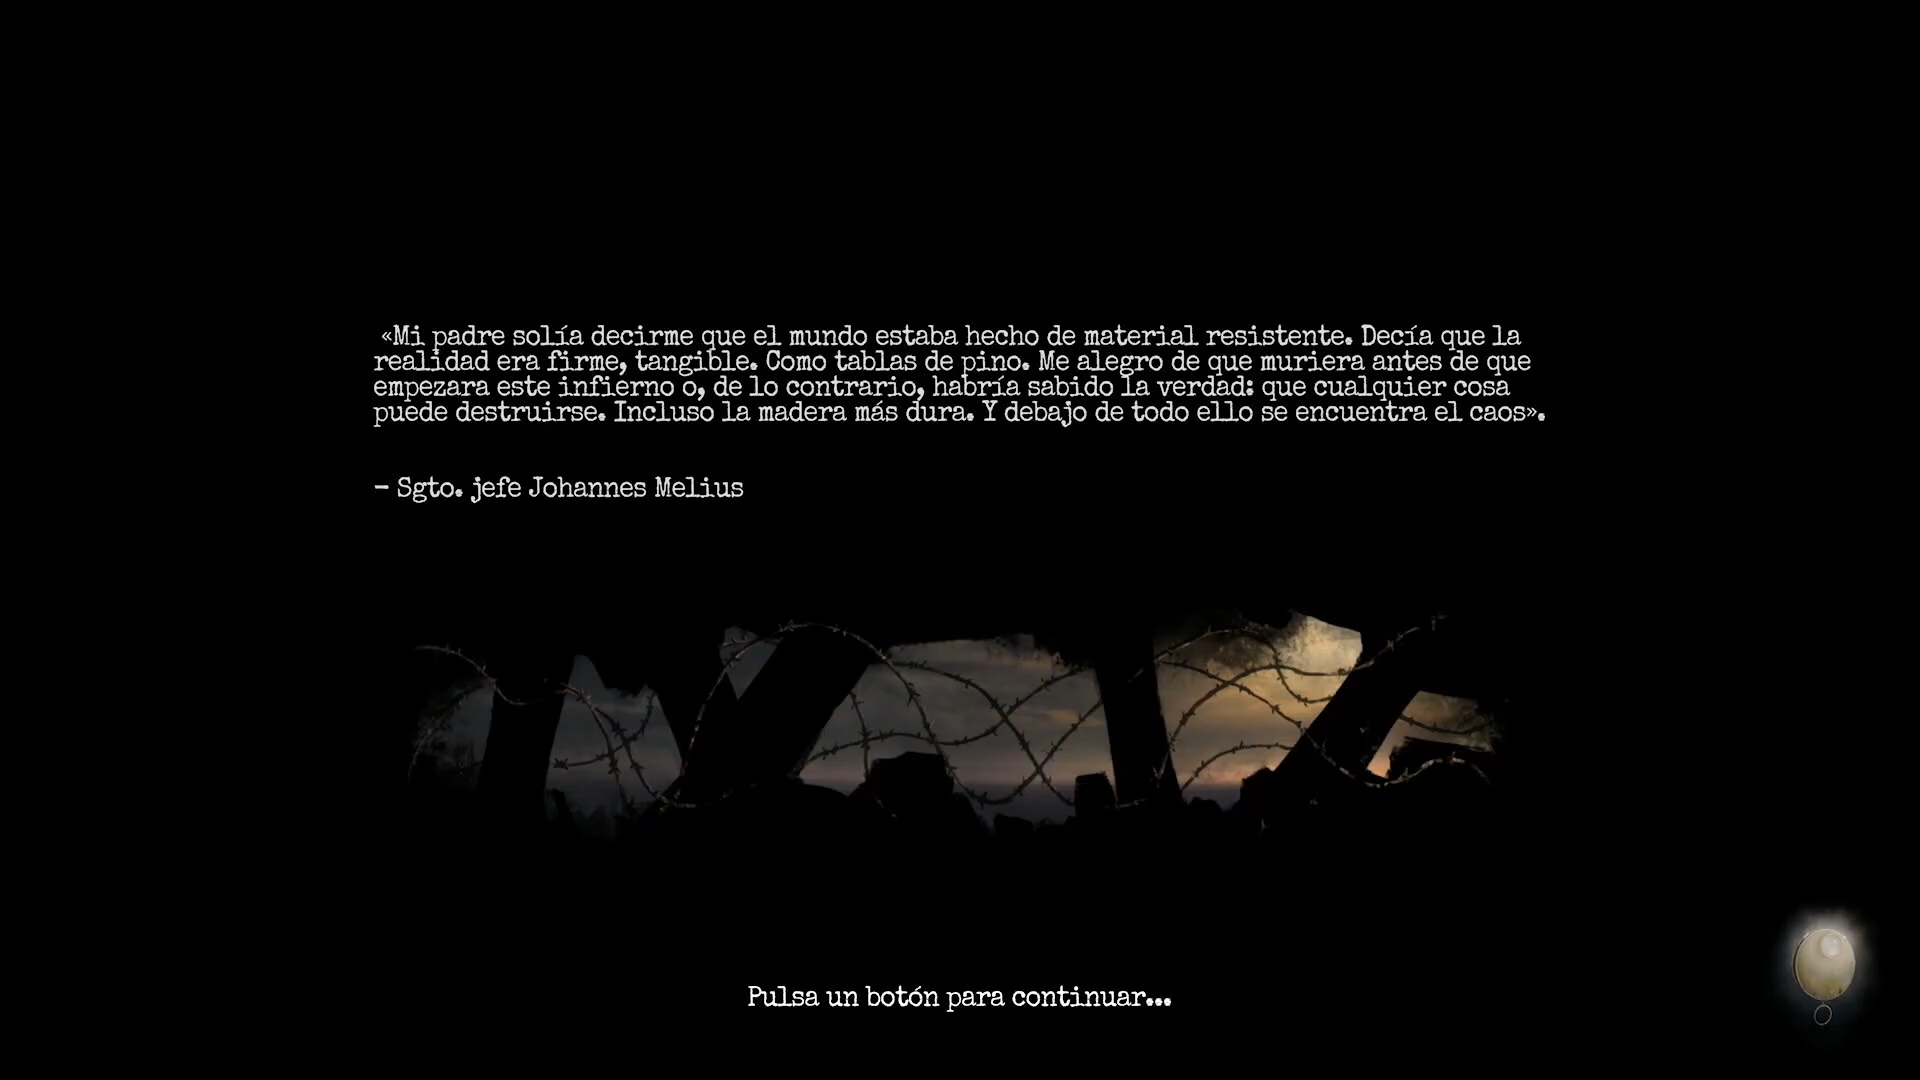 «Mi padre solía decirme que el mundo estaba hecho de material resistente. Decía que la
realidad era firme, tangible. Como tablas de pino. Me alegro de que muriera antes de que
empezara este infierno o, de lo contrario, habría sabido la verdad: que cualquier cosa
puede destruirse. Incluso la madera más dura. Y debajo de todo ello se encuentra el caos».
– Sgto. jefe Johannes Melius
Pulsa un botón para continuar...